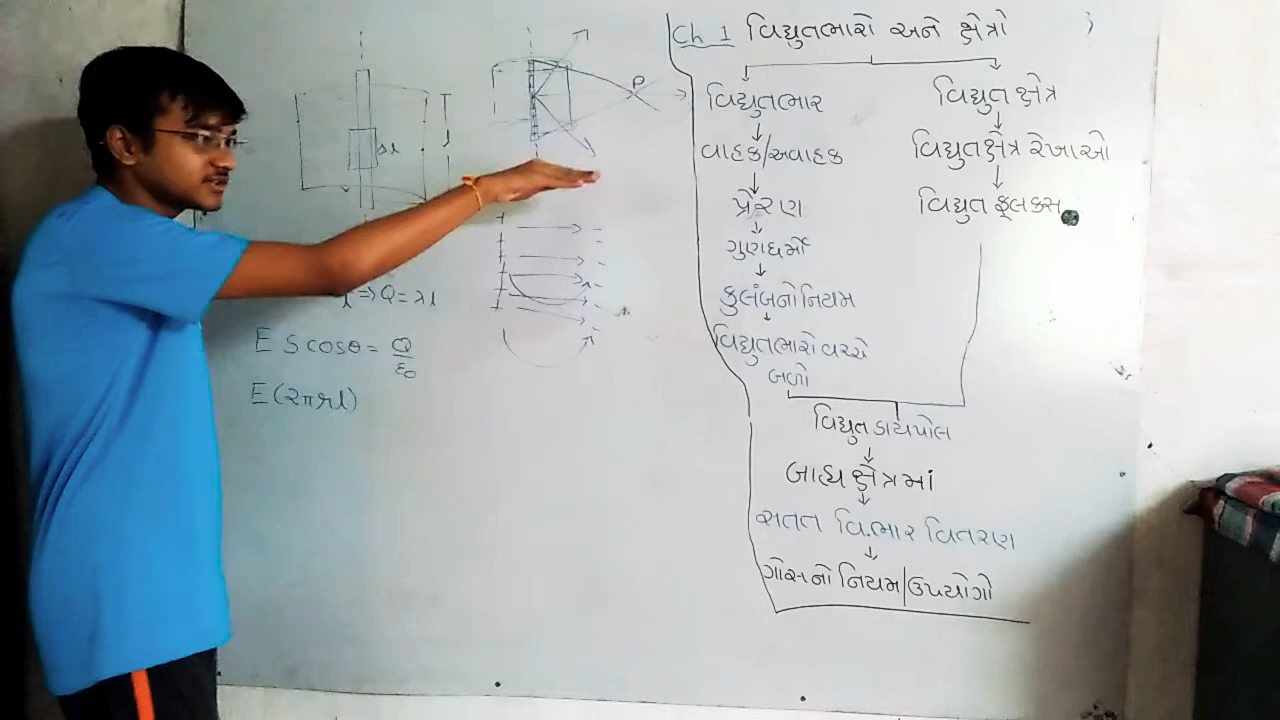 Ch 1 વિદ્યુતભારો અને ક્ષેત્રો
વિદ્યુતભાર
વાહક/અવાહક
પ્રેરણ
ગુણધર્મો
કુલંબનો નિયમ
વિદ્યુતભારો વચ્ચે
બળો
વિદ્યુત ક્ષેત્ર
વિદ્યુતક્ષેત્ર રેખાઓ
વિદ્યુત ફ્લક્સ
વિદ્યુત ડાયપોલ
બાહ્ય ક્ષેત્રમાં
સતત વિ.ભાર વિતરણ
ગૉસનો નિયમ/ઉપયોગો
P
⇒ Q = λl
E S cosθ = Q/ε₀
E(2πrl)